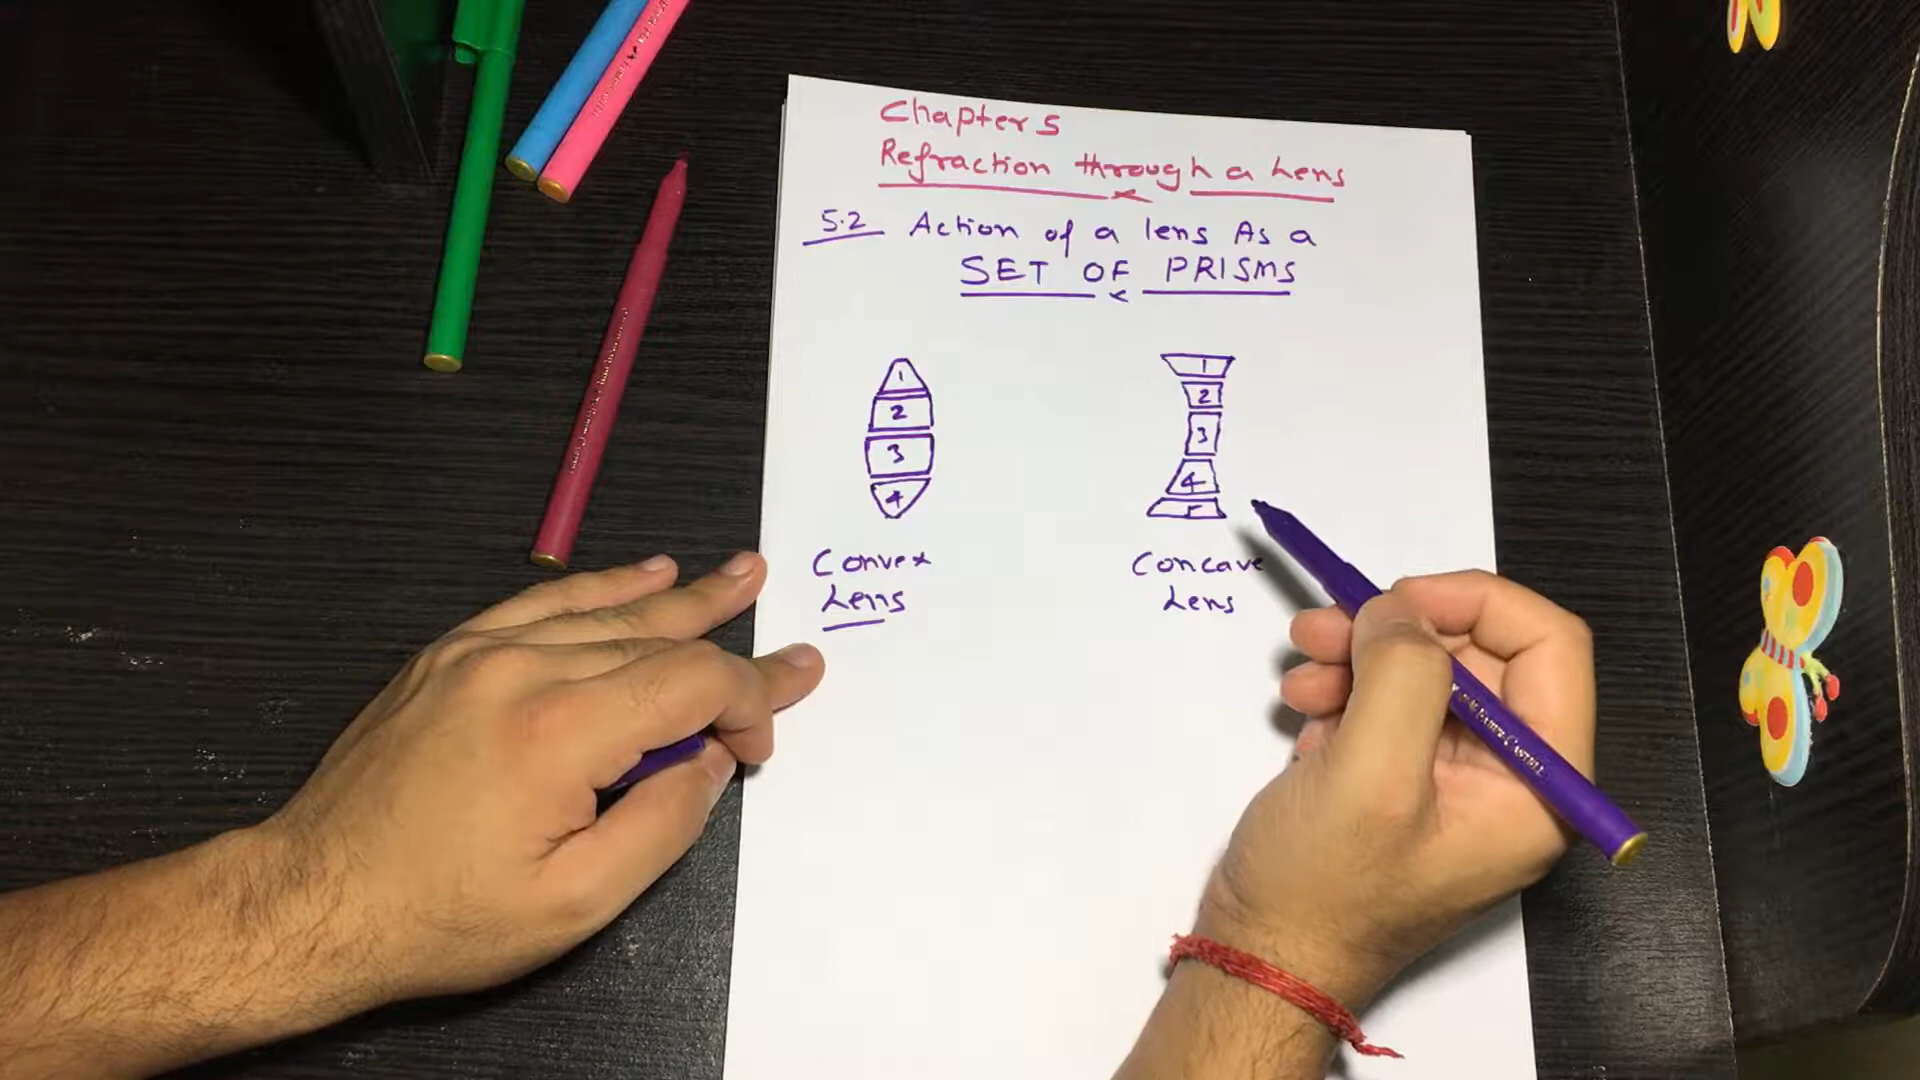 Chapter 5
Refraction through a Lens
5.2 Action of a lens As a
SET OF PRISMS
1
2
3
4
1
2
3
4
5
Convex
Lens
Concave
Lens